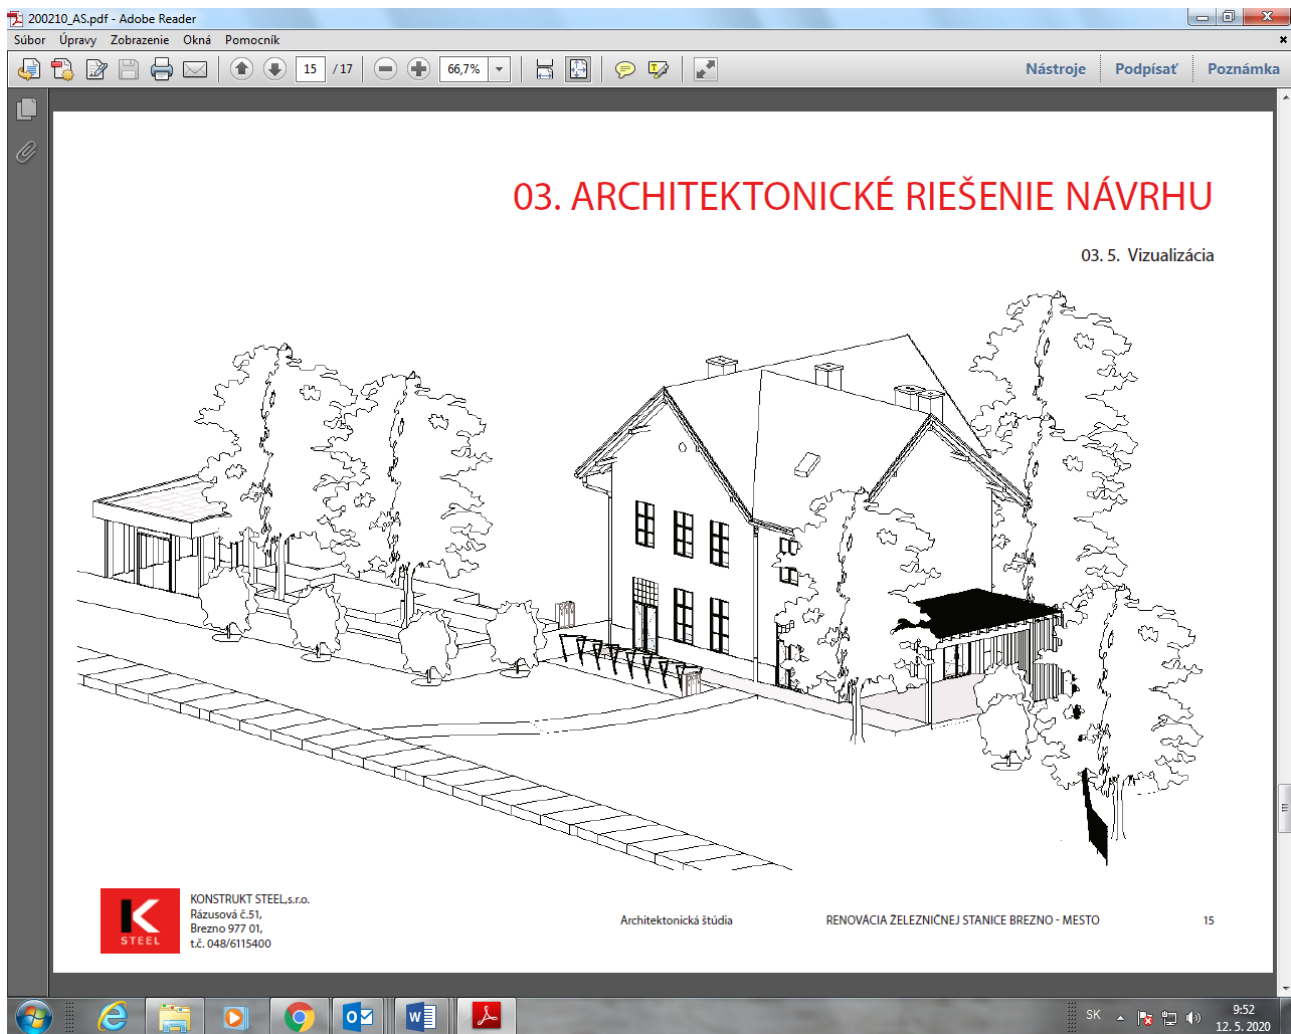 200210_AS.pdf - Adobe Reader
Súbor Úpravy Zobrazenie Okná Pomocník
15 / 17 66,7% Nástroje Podpísať Poznámka
03. ARCHITEKTONICKÉ RIEŠENIE NÁVRHU
03. 5. Vizualizácia
K
STEEL
KONSTRUKT STEEL,s.r.o.
Rázusová č.51,
Brezno 977 01,
t.č. 048/6115400
Architektonická štúdia RENOVÁCIA ŽELEZNIČNEJ STANICE BREZNO - MESTO 15
SK 9:52
12. 5. 2020